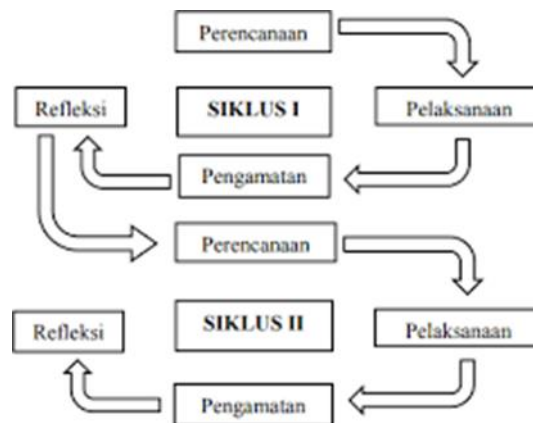 Perencanaan
Refleksi
SIKLUS I
Pelaksanaan
Pengamatan
Perencanaan
Refleksi
SIKLUS II
Pelaksanaan
Pengamatan